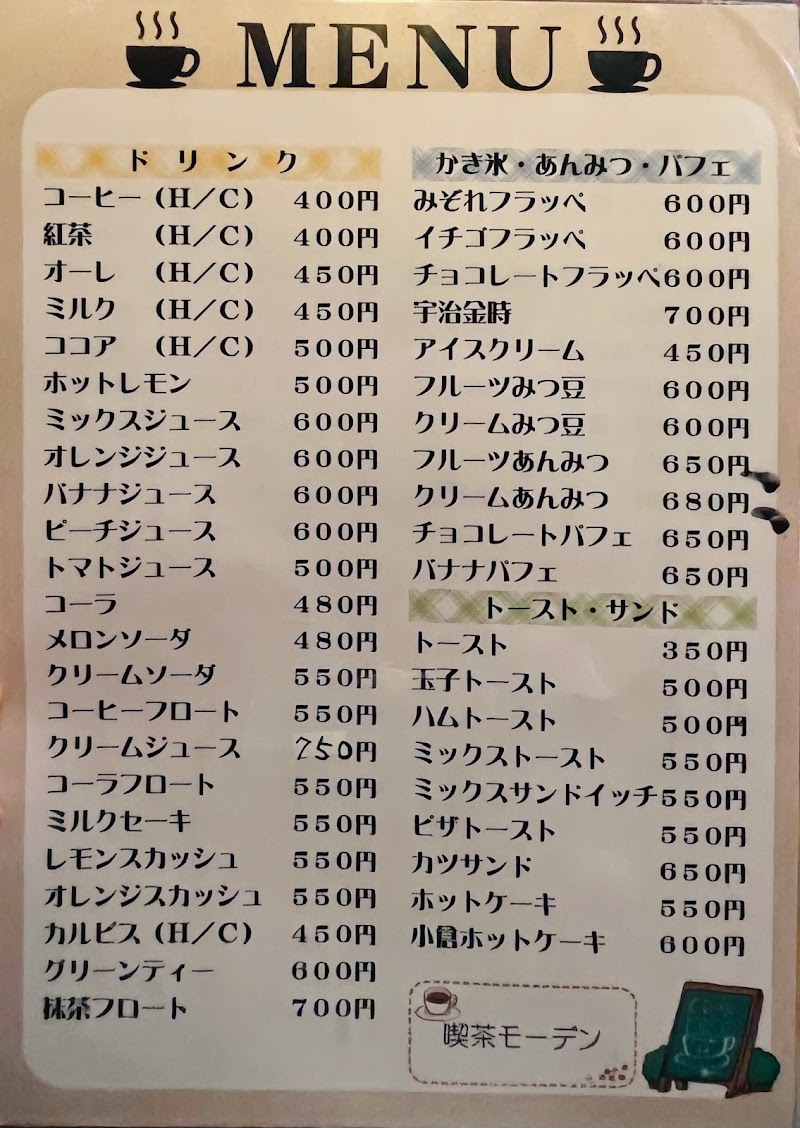 MENU
ドリンク
コーヒー（H／C） 400円
紅茶 （H／C） 400円
オーレ （H／C） 450円
ミルク （H／C） 450円
ココア （H／C） 500円
ホットレモン 500円
ミックスジュース 600円
オレンジジュース 600円
バナナジュース 600円
ピーチジュース 600円
トマトジュース 500円
コーラ 480円
メロンソーダ 480円
クリームソーダ 550円
コーヒーフロート 550円
クリームジュース 750円
コーラフロート 550円
ミルクセーキ 550円
レモンスカッシュ 550円
オレンジスカッシュ 550円
カルピス（H／C） 450円
グリーンティー 600円
抹茶フロート 700円
かき氷・あんみつ・パフェ
みぞれフラッペ 600円
イチゴフラッペ 600円
チョコレートフラッペ 600円
宇治金時 700円
アイスクリーム 450円
フルーツみつ豆 600円
クリームみつ豆 600円
フルーツあんみつ 650円
クリームあんみつ 680円
チョコレートパフェ 650円
バナナパフェ 650円
トースト・サンド
トースト 350円
玉子トースト 500円
ハムトースト 500円
ミックストースト 550円
ミックスサンドイッチ 550円
ピザトースト 550円
カツサンド 650円
ホットケーキ 550円
小倉ホットケーキ 600円
喫茶モーデン